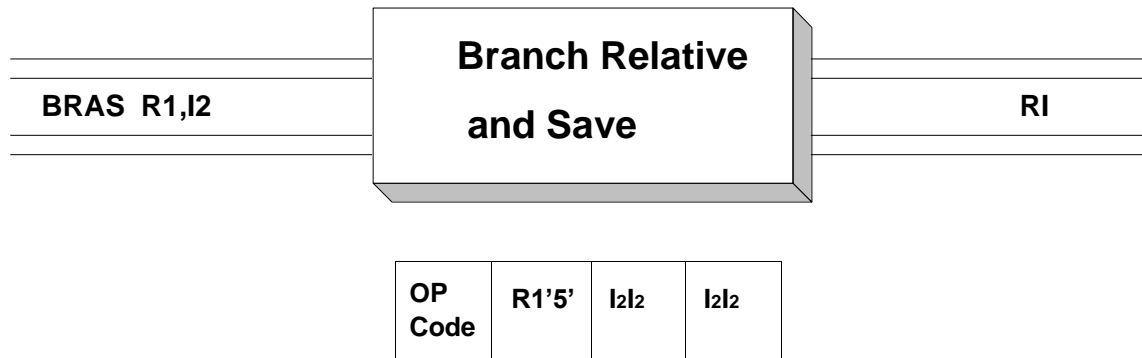 Branch Relative
and Save
BRAS R1,I2
RI
OP
Code
R1’5’
I2I2
I2I2